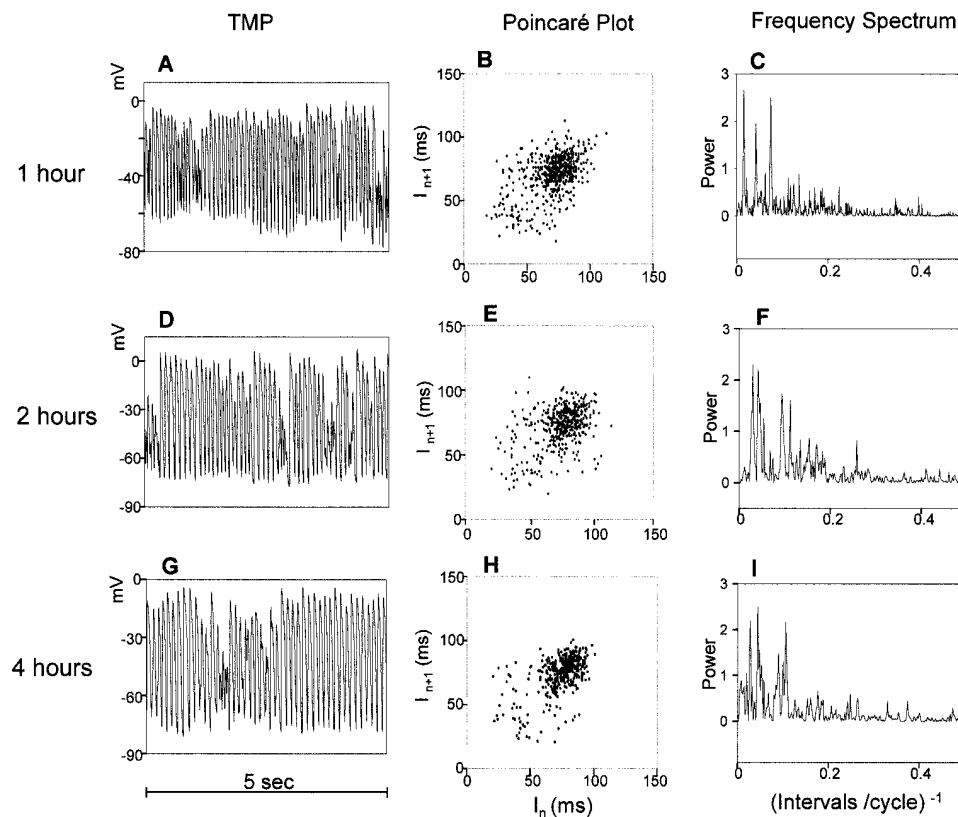 TMP Poincaré Plot Frequency Spectrum
A B C
mV
0
-40
-80
1 hour
I n+1 (ms)
150
100
50
0
0 50 100 150
Power
3
2
1
0
0 0.2 0.4
D E F
mV
0
-30
-60
-90
2 hours
I n+1 (ms)
150
100
50
0
0 50 100 150
Power
3
2
1
0
0 0.2 0.4
G H I
mV
0
-30
-60
-90
4 hours
5 sec
I n+1 (ms)
150
100
50
0
0 50 100 150
I n (ms)
Power
3
2
1
0
0 0.2 0.4
(Intervals /cycle) -1